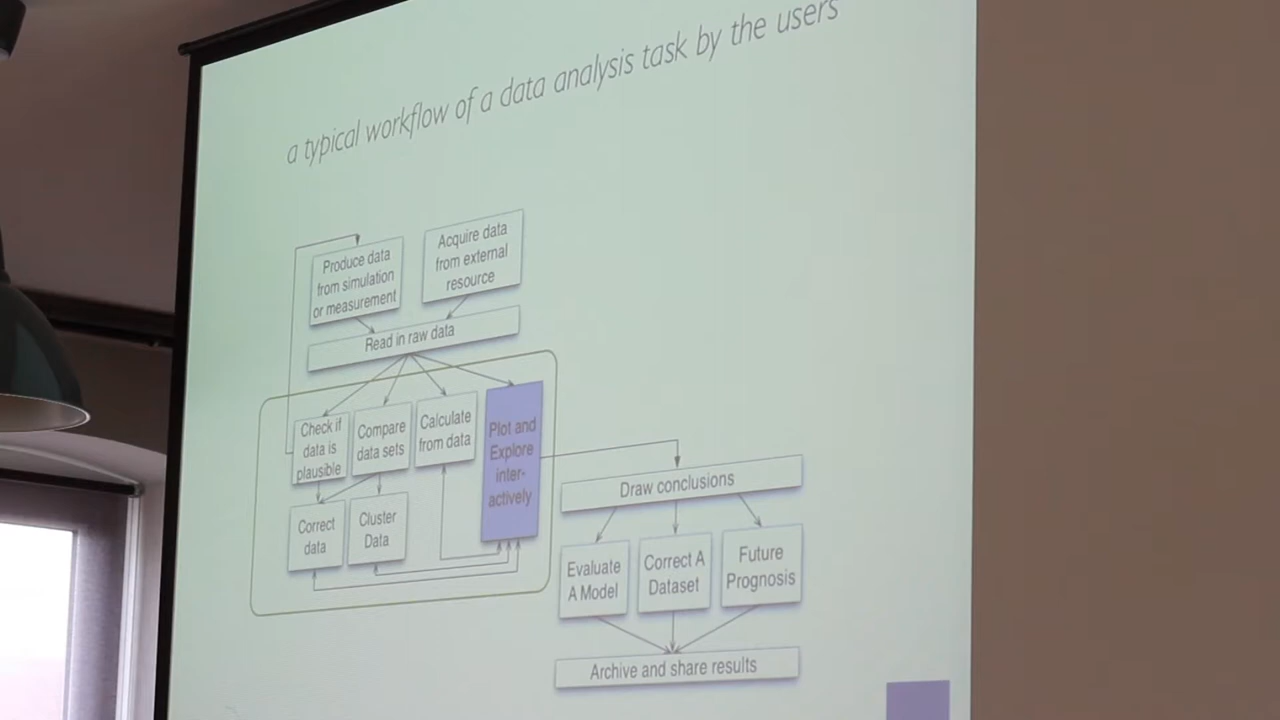 a typical workflow of a data analysis task by the users
Produce data
from simulation
or measurement
Acquire data
from external
resource
Read in raw data
Check if
data is
plausible
Compare
data sets
Calculate
from data
Plot and
Explore
inter-
actively
Correct
data
Cluster
Data
Draw conclusions
Evaluate
A Model
Correct A
Dataset
Future
Prognosis
Archive and share results